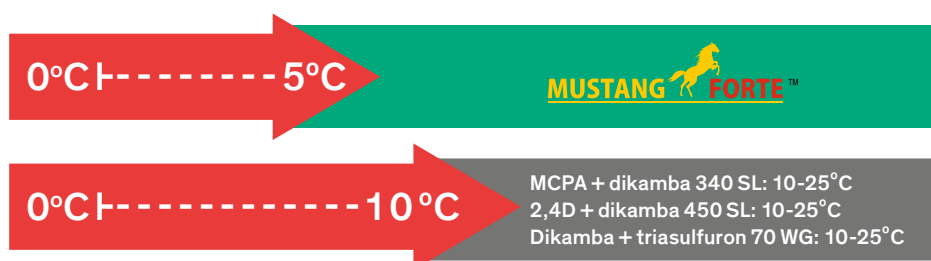 0°C 5°C
MUSTANG FORTE™
0°C 10°C
MCPA + dikamba 340 SL: 10-25°C
2,4D + dikamba 450 SL: 10-25°C
Dikamba + triasulfuron 70 WG: 10-25°C